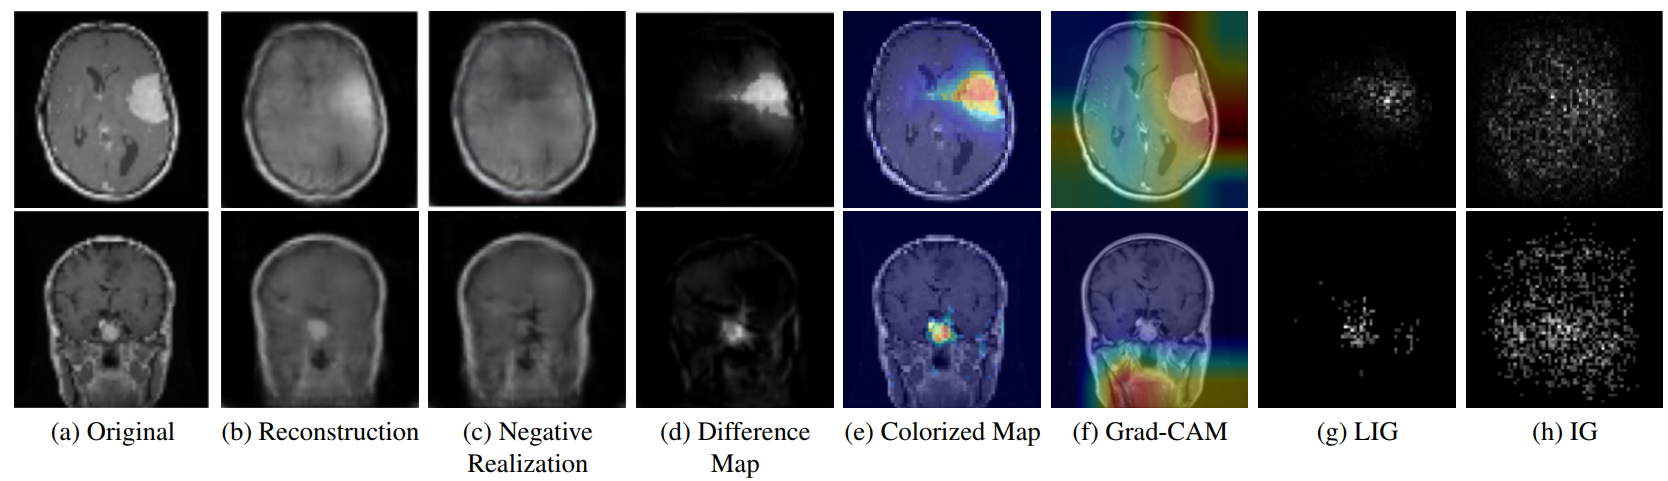 (a) Original
(b) Reconstruction
(c) Negative
Realization
(d) Difference
Map
(e) Colorized Map
(f) Grad-CAM
(g) LIG
(h) IG